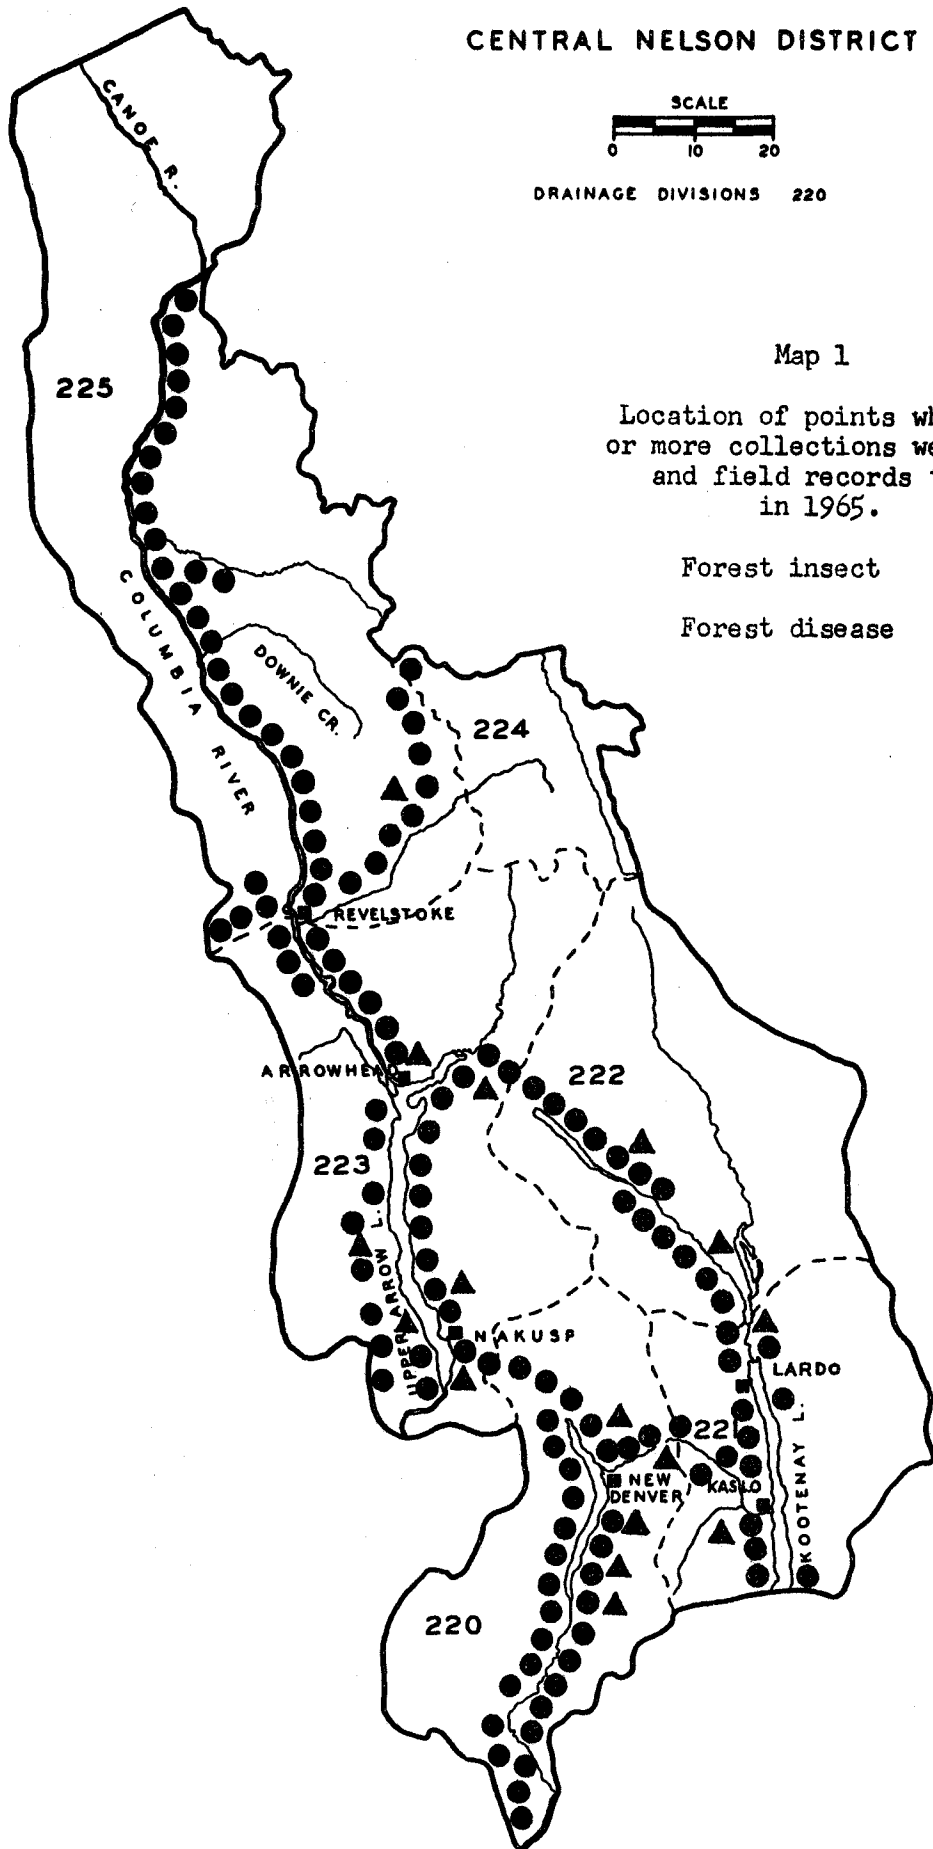 CENTRAL NELSON DISTRICT
SCALE
0 10 20
DRAINAGE DIVISIONS 220
Map 1
Location of points
or more collections
and field records
in 1965.
Forest insect
Forest disease
CANOE R.
225
COLUMBIA RIVER
DOWNIE CR.
224
REVELSTOKE
ARROWHEAD
222
223
UPPER ARROW L.
NAKUSP
LARDO
KOOTENAY L.
221
NEW
DENVER
KASLO
220